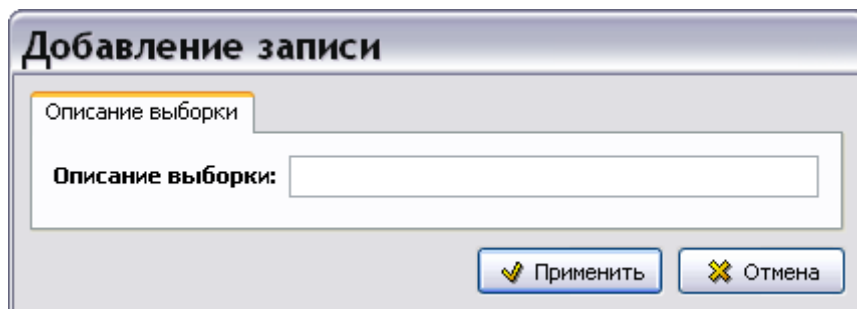 Добавление записи
Описание выборки
Описание выборки:
Применить Отмена